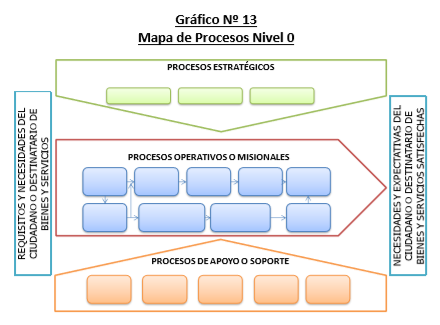 Gráfico Nº 13
Mapa de Procesos Nivel 0
PROCESOS ESTRATÉGICOS
REQUISITOS Y NECESIDADES DEL
CIUDADANO O DESTINATARIO DE
BIENES Y SERVICIOS
PROCESOS OPERATIVOS O MISIONALES
NECESIDADES Y EXPECTATIVAS DEL
CIUDADANO O DESTINATARIO DE
BIENES Y SERVICIOS SATISFECHAS
PROCESOS DE APOYO O SOPORTE